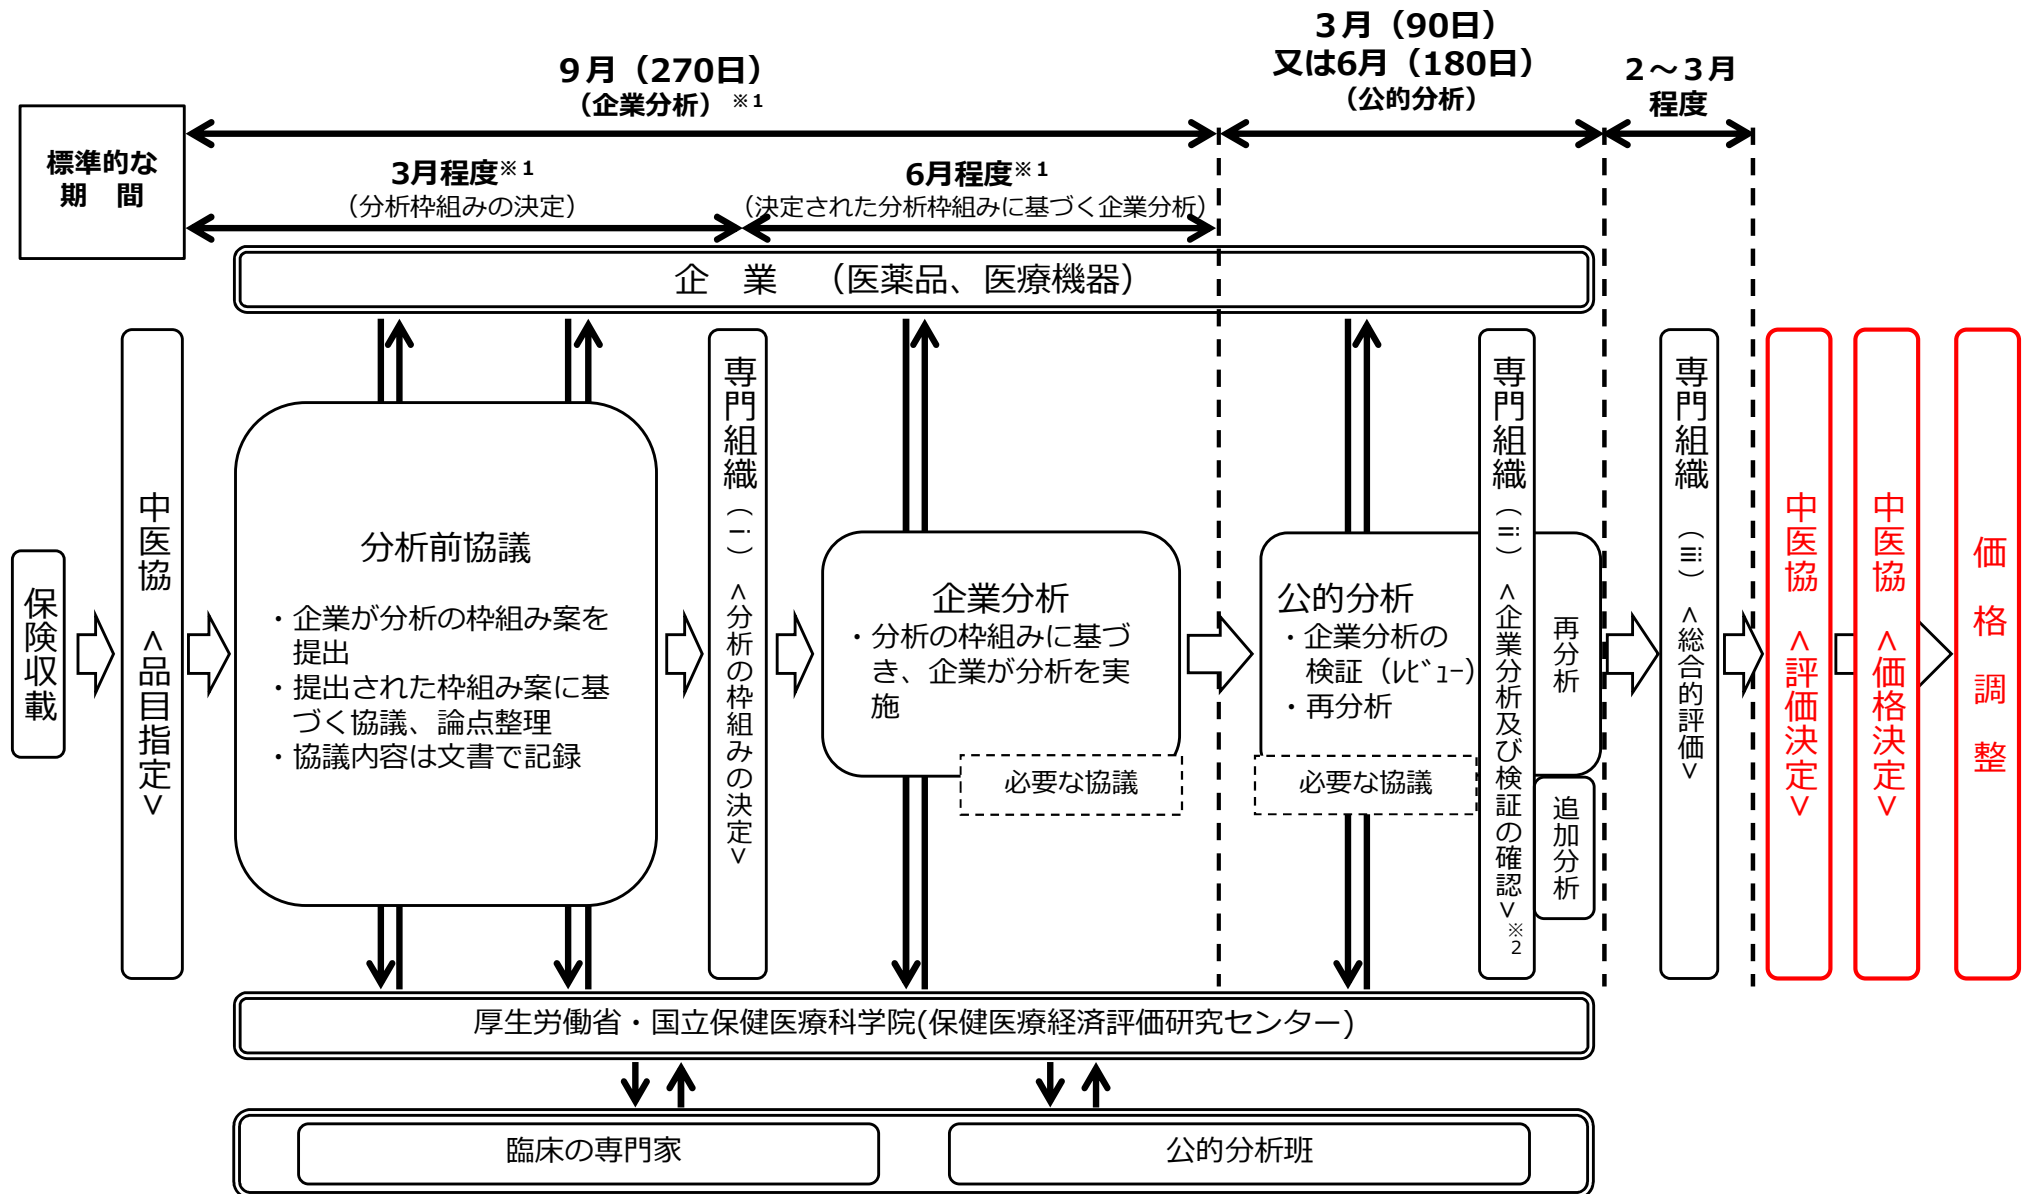 ９月（270日）
（企業分析）※１
３月（90日）
又は6月（180日）
（公的分析）
２～３月
程度
標準的な
期　間
3月程度※１
（分析枠組みの決定）
6月程度※１
（決定された分析枠組みに基づく企業分析）
企　業　（医薬品、医療機器）
保険収載
中医協　<品目指定>
分析前協議
・企業が分析の枠組み案を
提出
・提出された枠組み案に基
づく協議、論点整理
・協議内容は文書で記録
専門組織（ⅰ）<分析の枠組みの決定>
企業分析
・分析の枠組みに基づ
き、企業が分析を実
施
必要な協議
公的分析
・企業分析の
検証（ﾚﾋﾞｭｰ）
・再分析
必要な協議
専門組織（ⅱ）<企業分析及び検証の確認>※２
再分析
追加分析
専門組織　（ⅲ）<総合的評価>
中医協　<評価決定>
中医協　<価格決定>
価格調整
厚生労働省・国立保健医療科学院(保健医療経済評価研究センター)
臨床の専門家
公的分析班